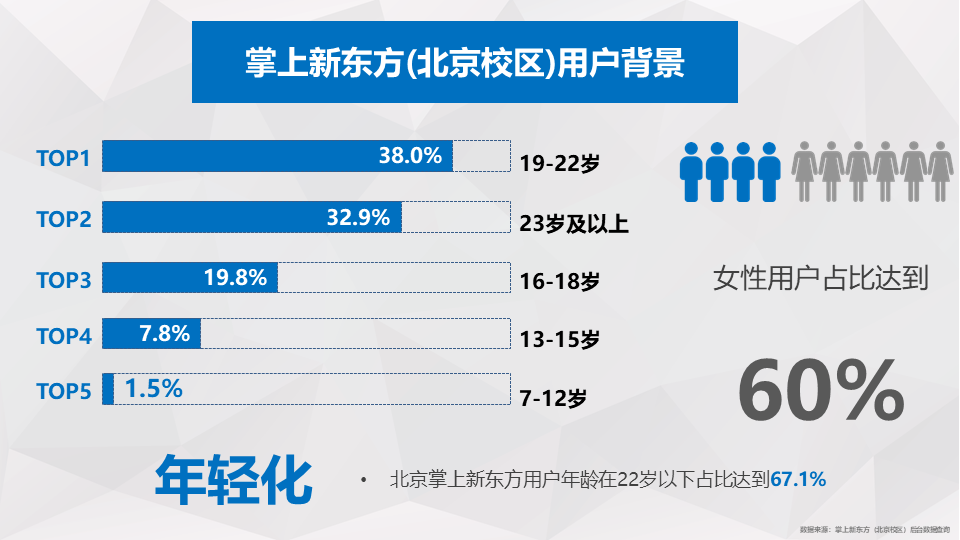 掌上新东方(北京校区)用户背景
TOP1 38.0% 19-22岁
TOP2 32.9% 23岁及以上
TOP3 19.8% 16-18岁
TOP4 7.8% 13-15岁
TOP5 1.5% 7-12岁
女性用户占比达到
60%
年轻化
• 北京掌上新东方用户年龄在22岁以下占比达到67.1%
数据来源：掌上新东方（北京校区）后台数据查询